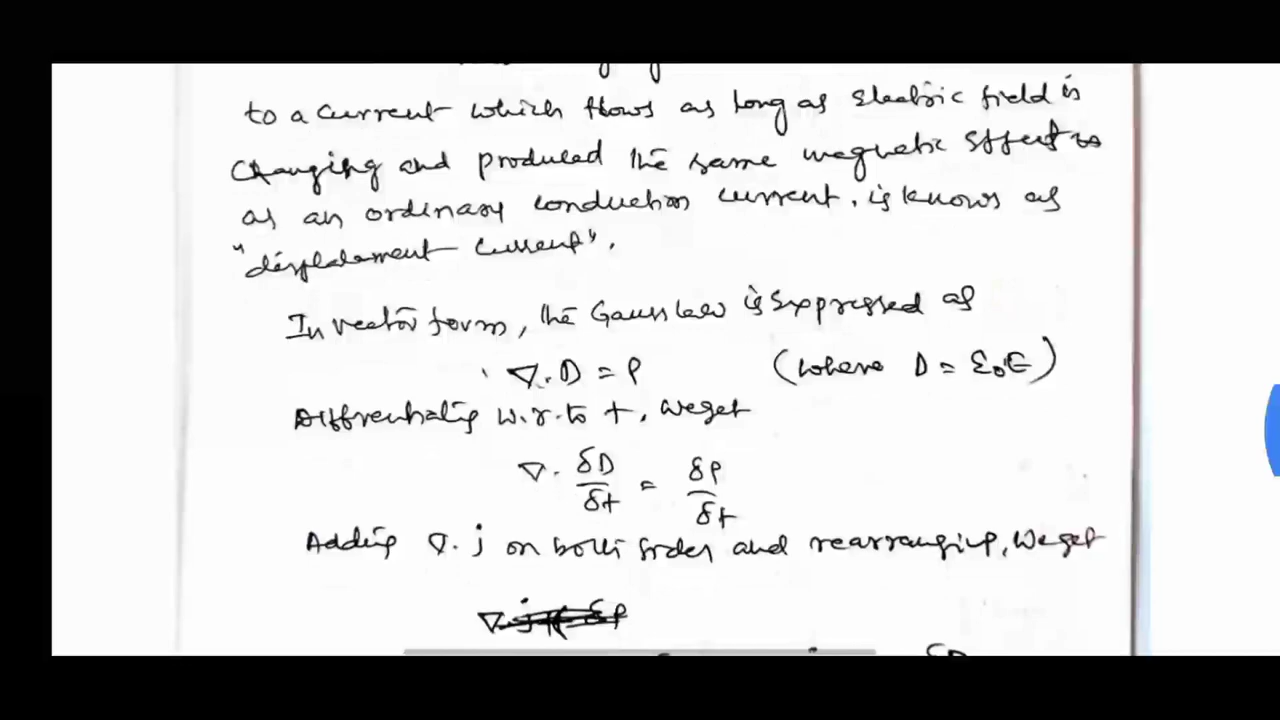 to a current which flows as long as Electric field is
changing and produced the same magnetic effect is
as an ordinary conduction current. is known as
"displacement current".
In vector form, the Gauss law is expressed as
∇.D = ρ (where D = ε₀E)
Diffrentiating w.r.to t, we get
∇. δD/δt = δρ/δt
Adding ∇.j on both sides and rearranging, we get